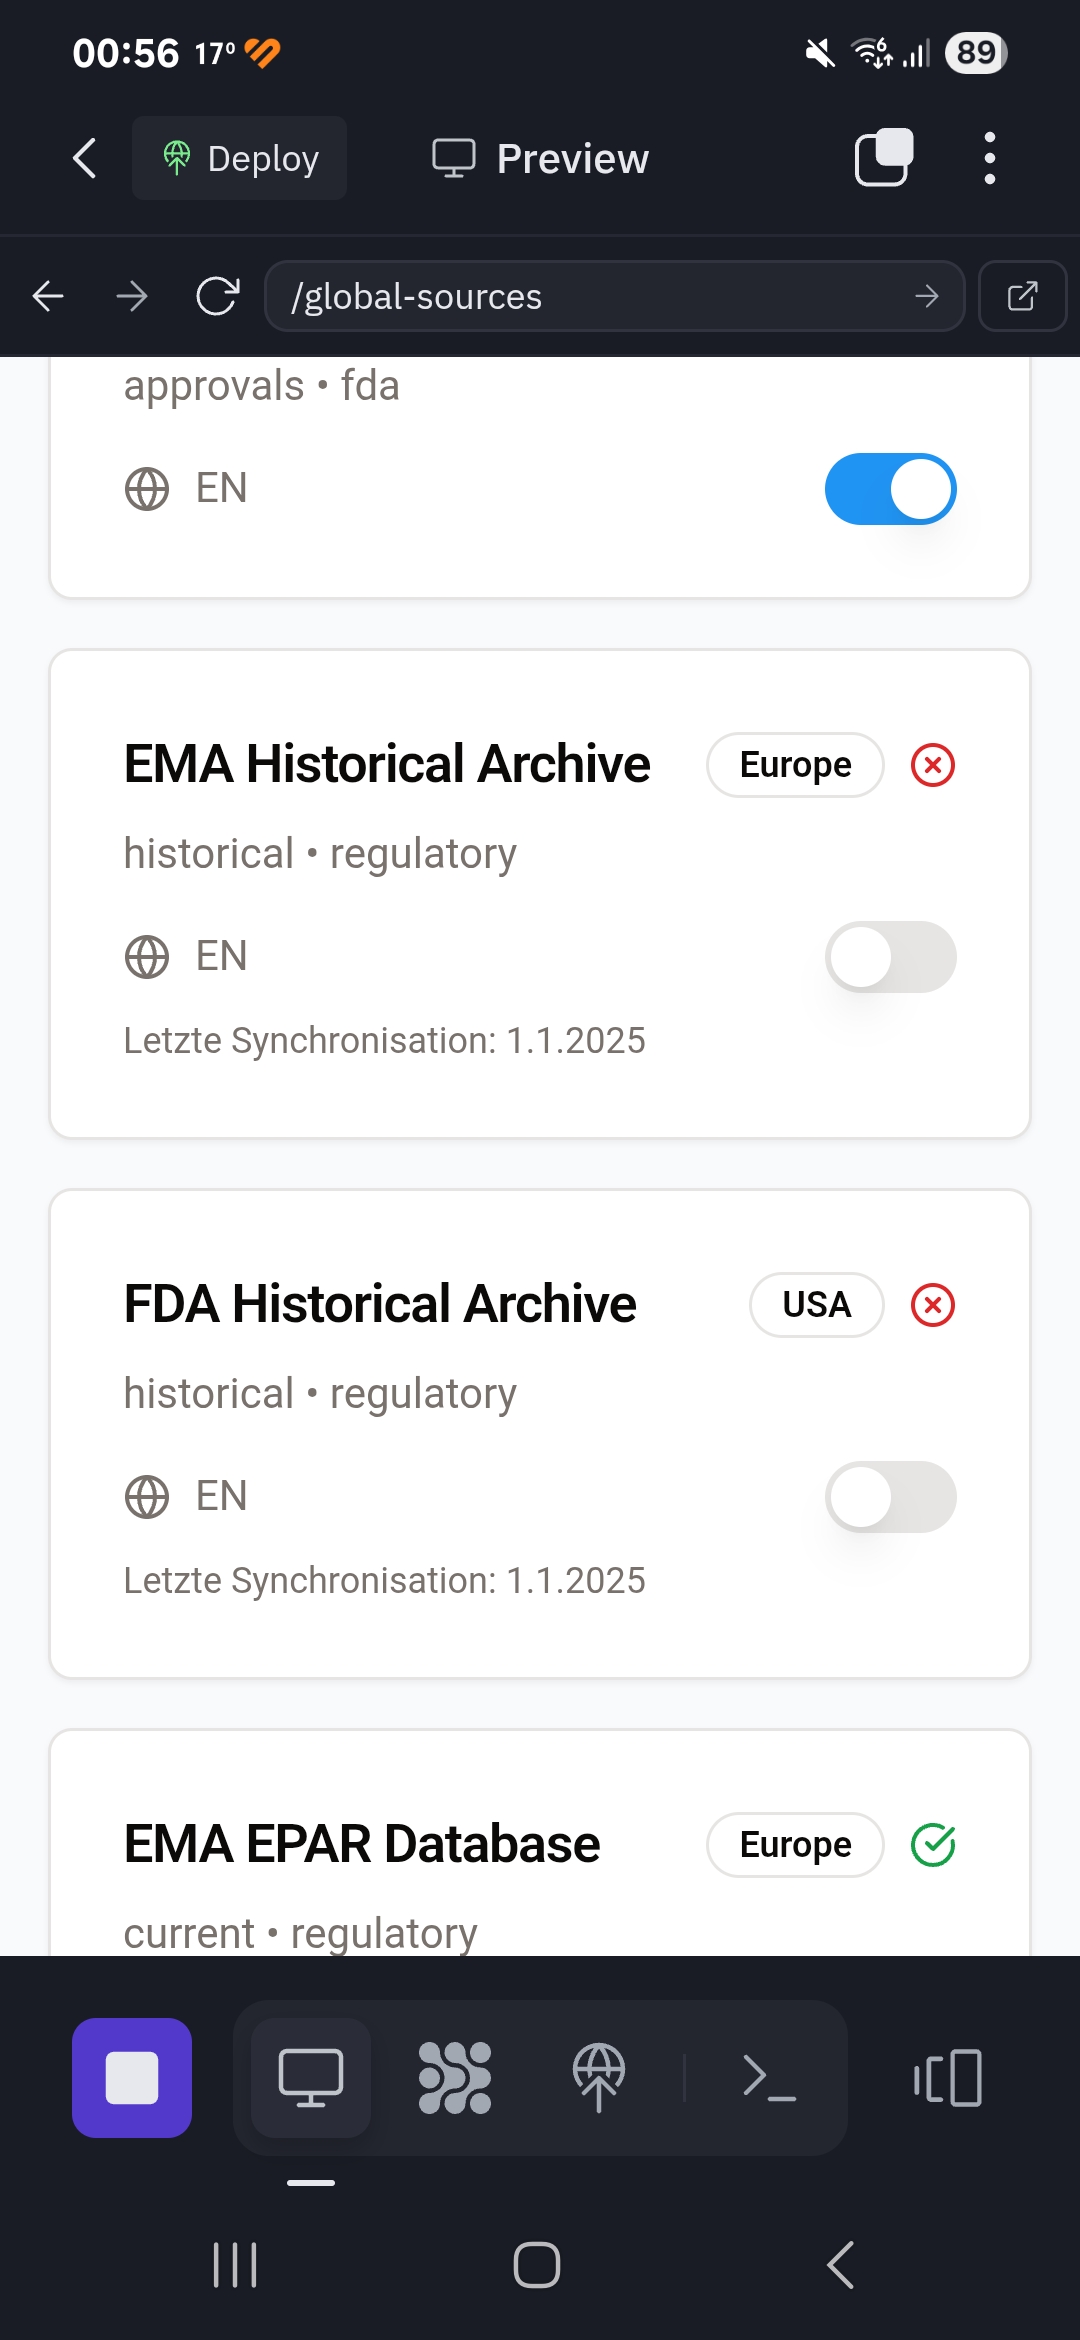 00:56 17° 6 89
Deploy Preview
/global-sources
approvals • fda
EN
EMA Historical Archive Europe
historical • regulatory
EN
Letzte Synchronisation: 1.1.2025
FDA Historical Archive USA
historical • regulatory
EN
Letzte Synchronisation: 1.1.2025
EMA EPAR Database Europe
current • regulatory